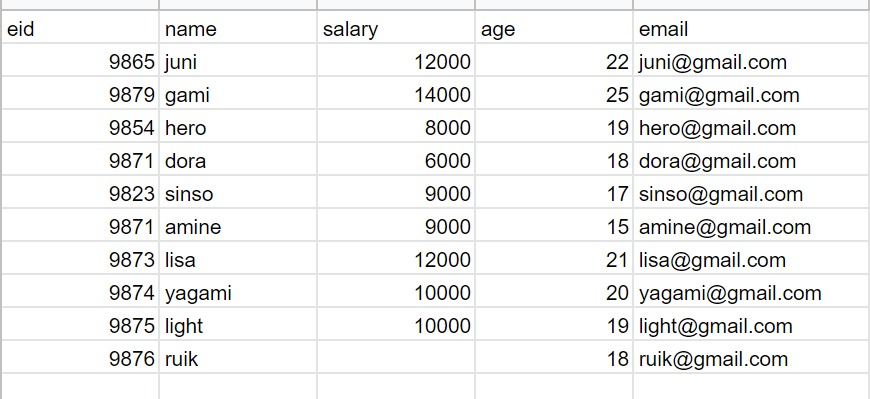 eid name salary age email
9865 juni 12000 22 juni@gmail.com
9879 gami 14000 25 gami@gmail.com
9854 hero 8000 19 hero@gmail.com
9871 dora 6000 18 dora@gmail.com
9823 sinso 9000 17 sinso@gmail.com
9871 amine 9000 15 amine@gmail.com
9873 lisa 12000 21 lisa@gmail.com
9874 yagami 10000 20 yagami@gmail.com
9875 light 10000 19 light@gmail.com
9876 ruik 18 ruik@gmail.com